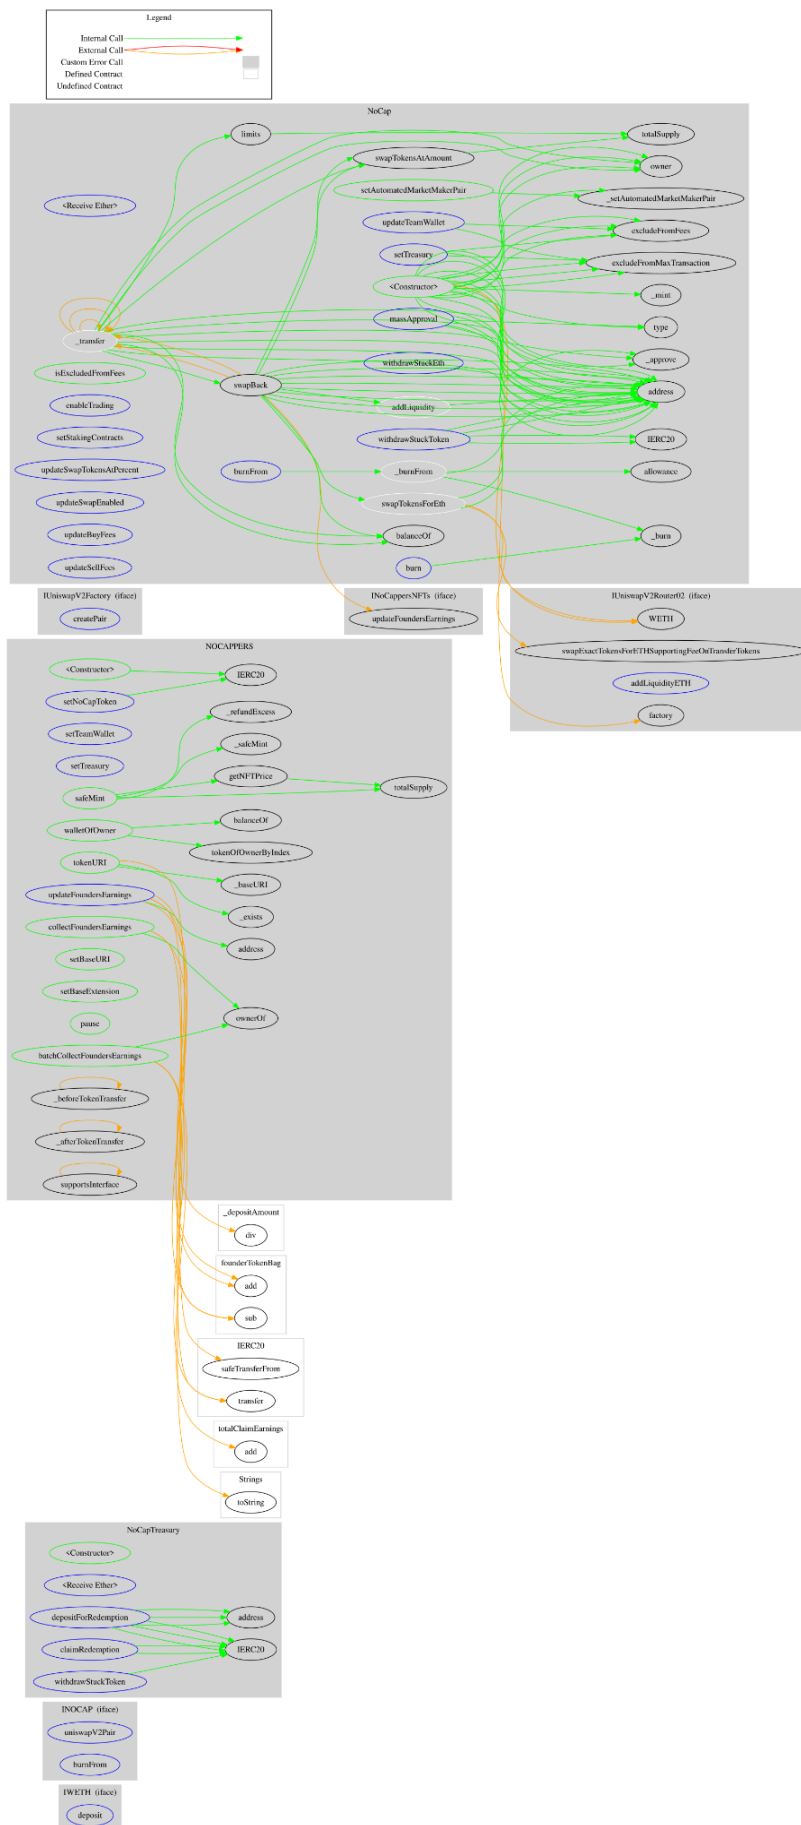 Legend
Internal Call
External Call
Custom Error Call
Defined Contract
Undefined Contract
NoCap
limits
totalSupply
swapTokensAtAmount
owner
setAutomatedMarketMakerPair
_setAutomatedMarketMakerPair
<Receive Ether>
updateTeamWallet
excludeFromFees
setTreasury
excludeFromMaxTransaction
<Constructor>
_mint
massApproval
type
_transfer
_approve
isExcludedFromFees
withdrawStuckEth
swapBack
address
enableTrading
addLiquidity
setStakingContracts
withdrawStuckToken
IERC20
updateSwapTokensAtPercent
burnFrom
_burnFrom
allowance
updateSwapEnabled
swapTokensForEth
updateBuyFees
balanceOf
_burn
updateSellFees
burn
IUniswapV2Factory (iface)
createPair
INoCappersNFTs (iface)
updateFoundersEarnings
IUniswapV2Router02 (iface)
WETH
swapExactTokensForETHSupportingFeeOnTransferTokens
addLiquidityETH
factory
NOCAPPERS
<Constructor>
IERC20
setNoCapToken
_refundExcess
setTeamWallet
_safeMint
setTreasury
getNFTPrice
totalSupply
safeMint
balanceOf
walletOfOwner
tokenOfOwnerByIndex
tokenURI
_baseURI
updateFoundersEarnings
_exists
collectFoundersEarnings
address
setBaseURI
setBaseExtension
ownerOf
pause
batchCollectFoundersEarnings
_beforeTokenTransfer
_afterTokenTransfer
supportsInterface
_depositAmount
div
founderTokenBag
add
sub
IERC20
safeTransferFrom
transfer
totalClaimEarnings
add
Strings
toString
NoCapTreasury
<Constructor>
<Receive Ether>
depositForRedemption
address
claimRedemption
IERC20
withdrawStuckToken
INOCAP (iface)
uniswapV2Pair
burnFrom
IWETH (iface)
deposit